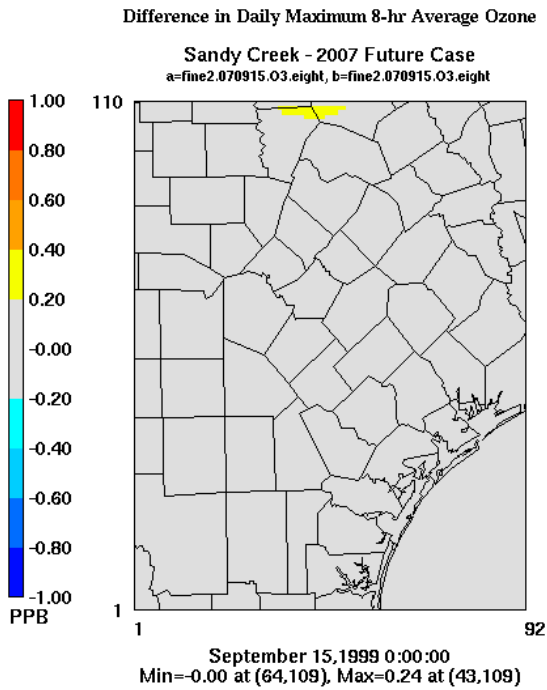 Difference in Daily Maximum 8-hr Average Ozone
Sandy Creek - 2007 Future Case
a=fine2.070915.O3.eight, b=fine2.070915.O3.eight
1.00
0.80
0.60
0.40
0.20
-0.00
-0.20
-0.40
-0.60
-0.80
-1.00
PPB
110
1
1
92
September 15,1999 0:00:00
Min=-0.00 at (64,109), Max=0.24 at (43,109)